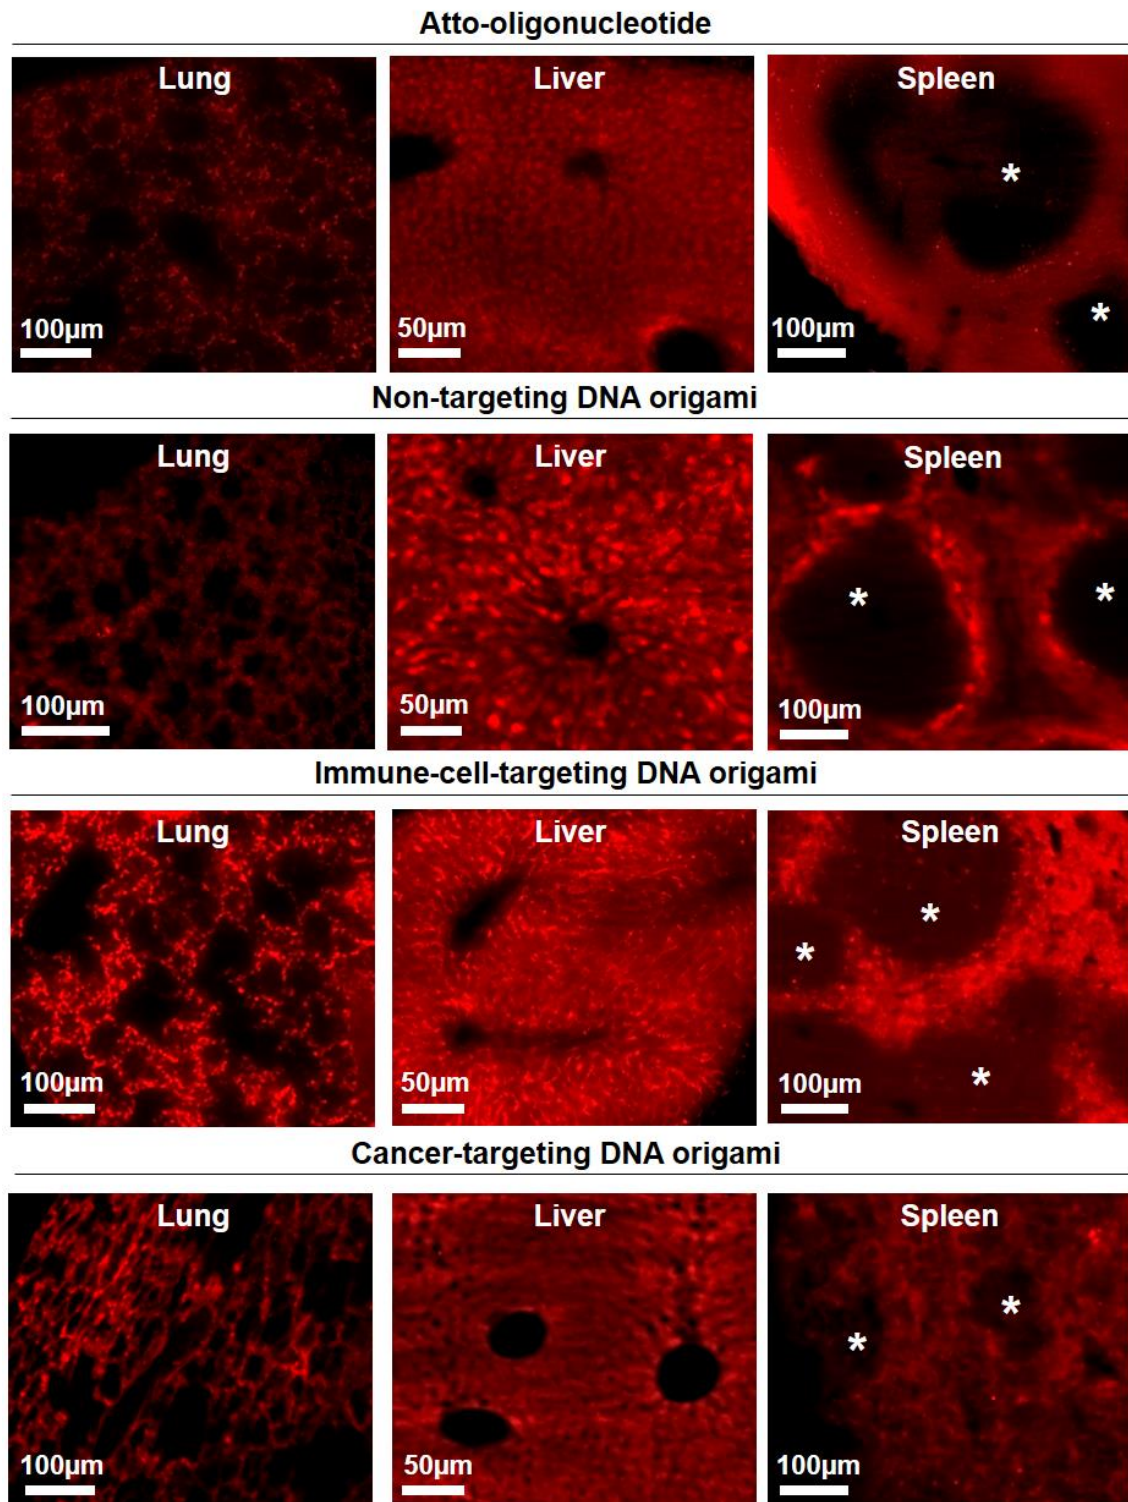 Atto-oligonucleotide
Lung Liver Spleen
* *
100µm 50µm 100µm
Non-targeting DNA origami
Lung Liver Spleen
* *
100µm 50µm 100µm
Immune-cell-targeting DNA origami
Lung Liver Spleen
* * *
100µm 50µm 100µm
Cancer-targeting DNA origami
Lung Liver Spleen
* *
100µm 50µm 100µm